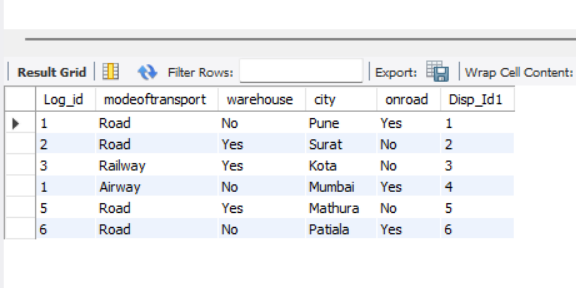 Result Grid Filter Rows: Export: Wrap Cell Content:
Log_id modeoftransport warehouse city onroad Disp_Id1
1 Road No Pune Yes 1
2 Road Yes Surat No 2
3 Railway Yes Kota No 3
1 Airway No Mumbai Yes 4
5 Road Yes Mathura No 5
6 Road No Patiala Yes 6